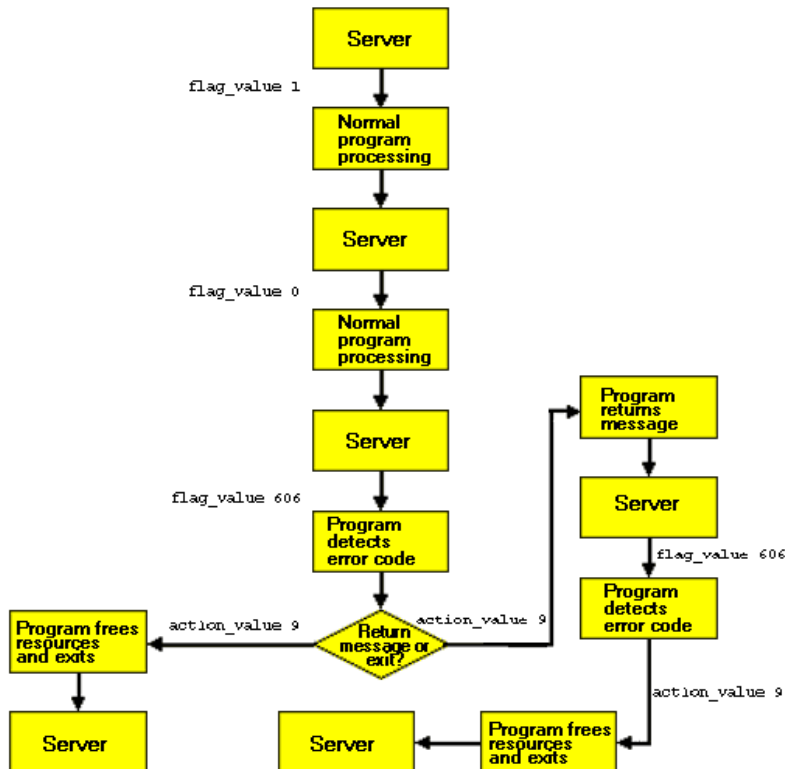 Server
flag_value 1
Normal
program
processing
Server
flag_value 0
Normal
program
processing
Server
flag_value 606
Program
detects
error code
Return
message or
exit?
action_value 9
Program frees
resources
and exits
Server
action_value 9
Program
returns
message
Server
flag_value 606
Program
detects
error code
action_value 9
Program frees
resources
and exits
Server